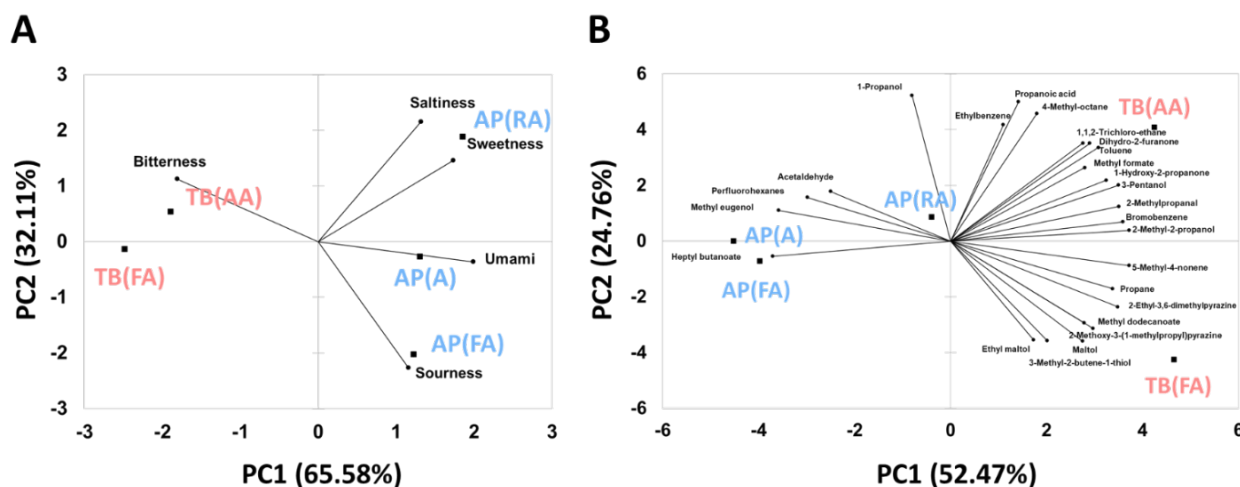 A
B
3
2
1
0
-1
-2
-3
-3
-2
-1
0
1
2
3
PC2 (32.11%)
PC1 (65.58%)
Saltiness
AP(RA)
Sweetness
Bitterness
TB(AA)
TB(FA)
AP(A)
Umami
AP(FA)
Sourness
6
4
2
0
-2
-4
-6
-6
-4
-2
0
2
4
6
PC2 (24.76%)
PC1 (52.47%)
1-Propanol
Propanoic acid
4-Methyl-octane
Ethylbenzene
TB(AA)
1,1,2-Trichloro-ethane
Dihydro-2-furanone
Toluene
Methyl formate
1-Hydroxy-2-propanone
3-Pentanol
Acetaldehyde
Perfluorohexanes
Methyl eugenol
AP(RA)
2-Methylpropanal
Bromobenzene
2-Methyl-2-propanol
AP(A)
Heptyl butanoate
AP(FA)
5-Methyl-4-nonene
Propane
2-Ethyl-3,6-dimethylpyrazine
Methyl dodecanoate
2-Methoxy-3-(1-methylpropyl)pyrazine
Ethyl maltol
Maltol
3-Methyl-2-butene-1-thiol
TB(FA)